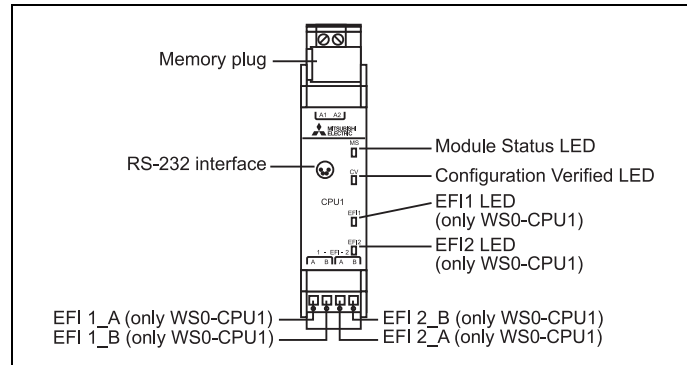 Memory plug
A1 A2
MITSUBISHI
ELECTRIC
MS
Module Status LED
RS-232 interface
CV
Configuration Verified LED
CPU1
EFI1
EFI1 LED
(only WS0-CPU1)
EFI2
EFI2 LED
(only WS0-CPU1)
1 - EFI - 2
A B A B
EFI 1_A (only WS0-CPU1)
EFI 2_B (only WS0-CPU1)
EFI 1_B (only WS0-CPU1)
EFI 2_A (only WS0-CPU1)